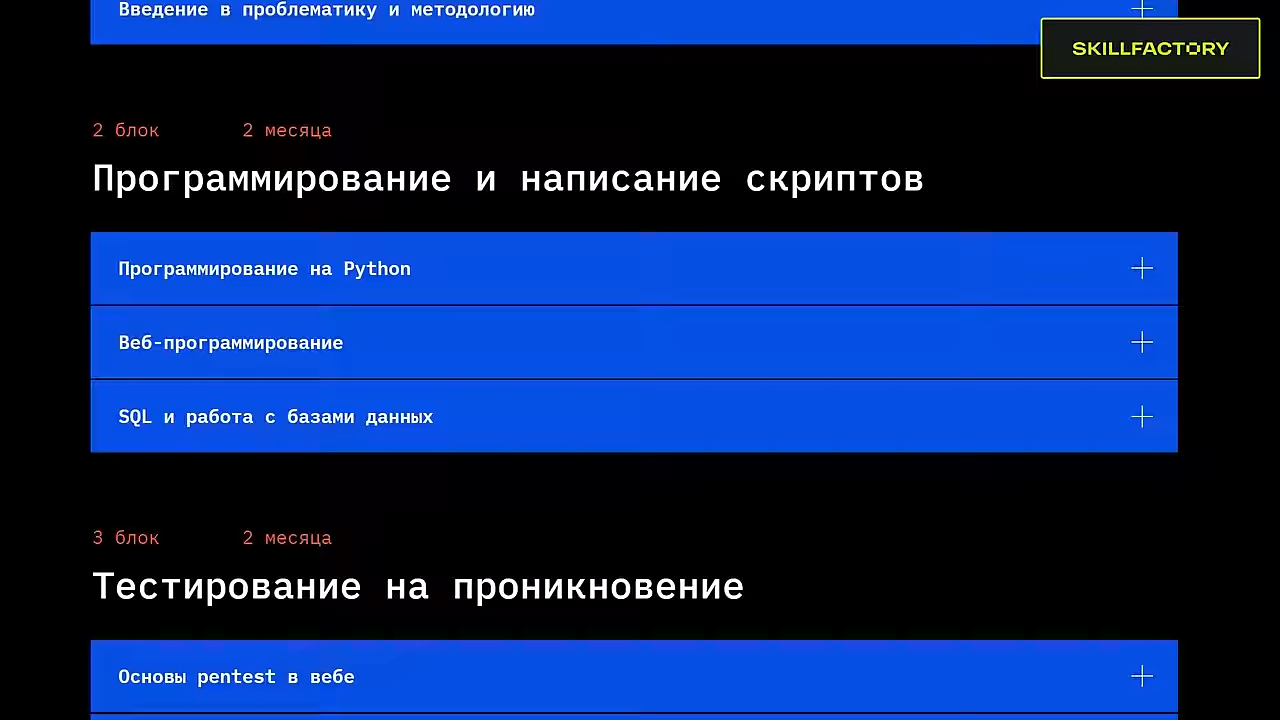 Введение в проблематику и методологию
SKILLFACTORY
2 блок 2 месяца
Программирование и написание скриптов
Программирование на Python
Веб-программирование
SQL и работа с базами данных
3 блок 2 месяца
Тестирование на проникновение
Основы pentest в вебе